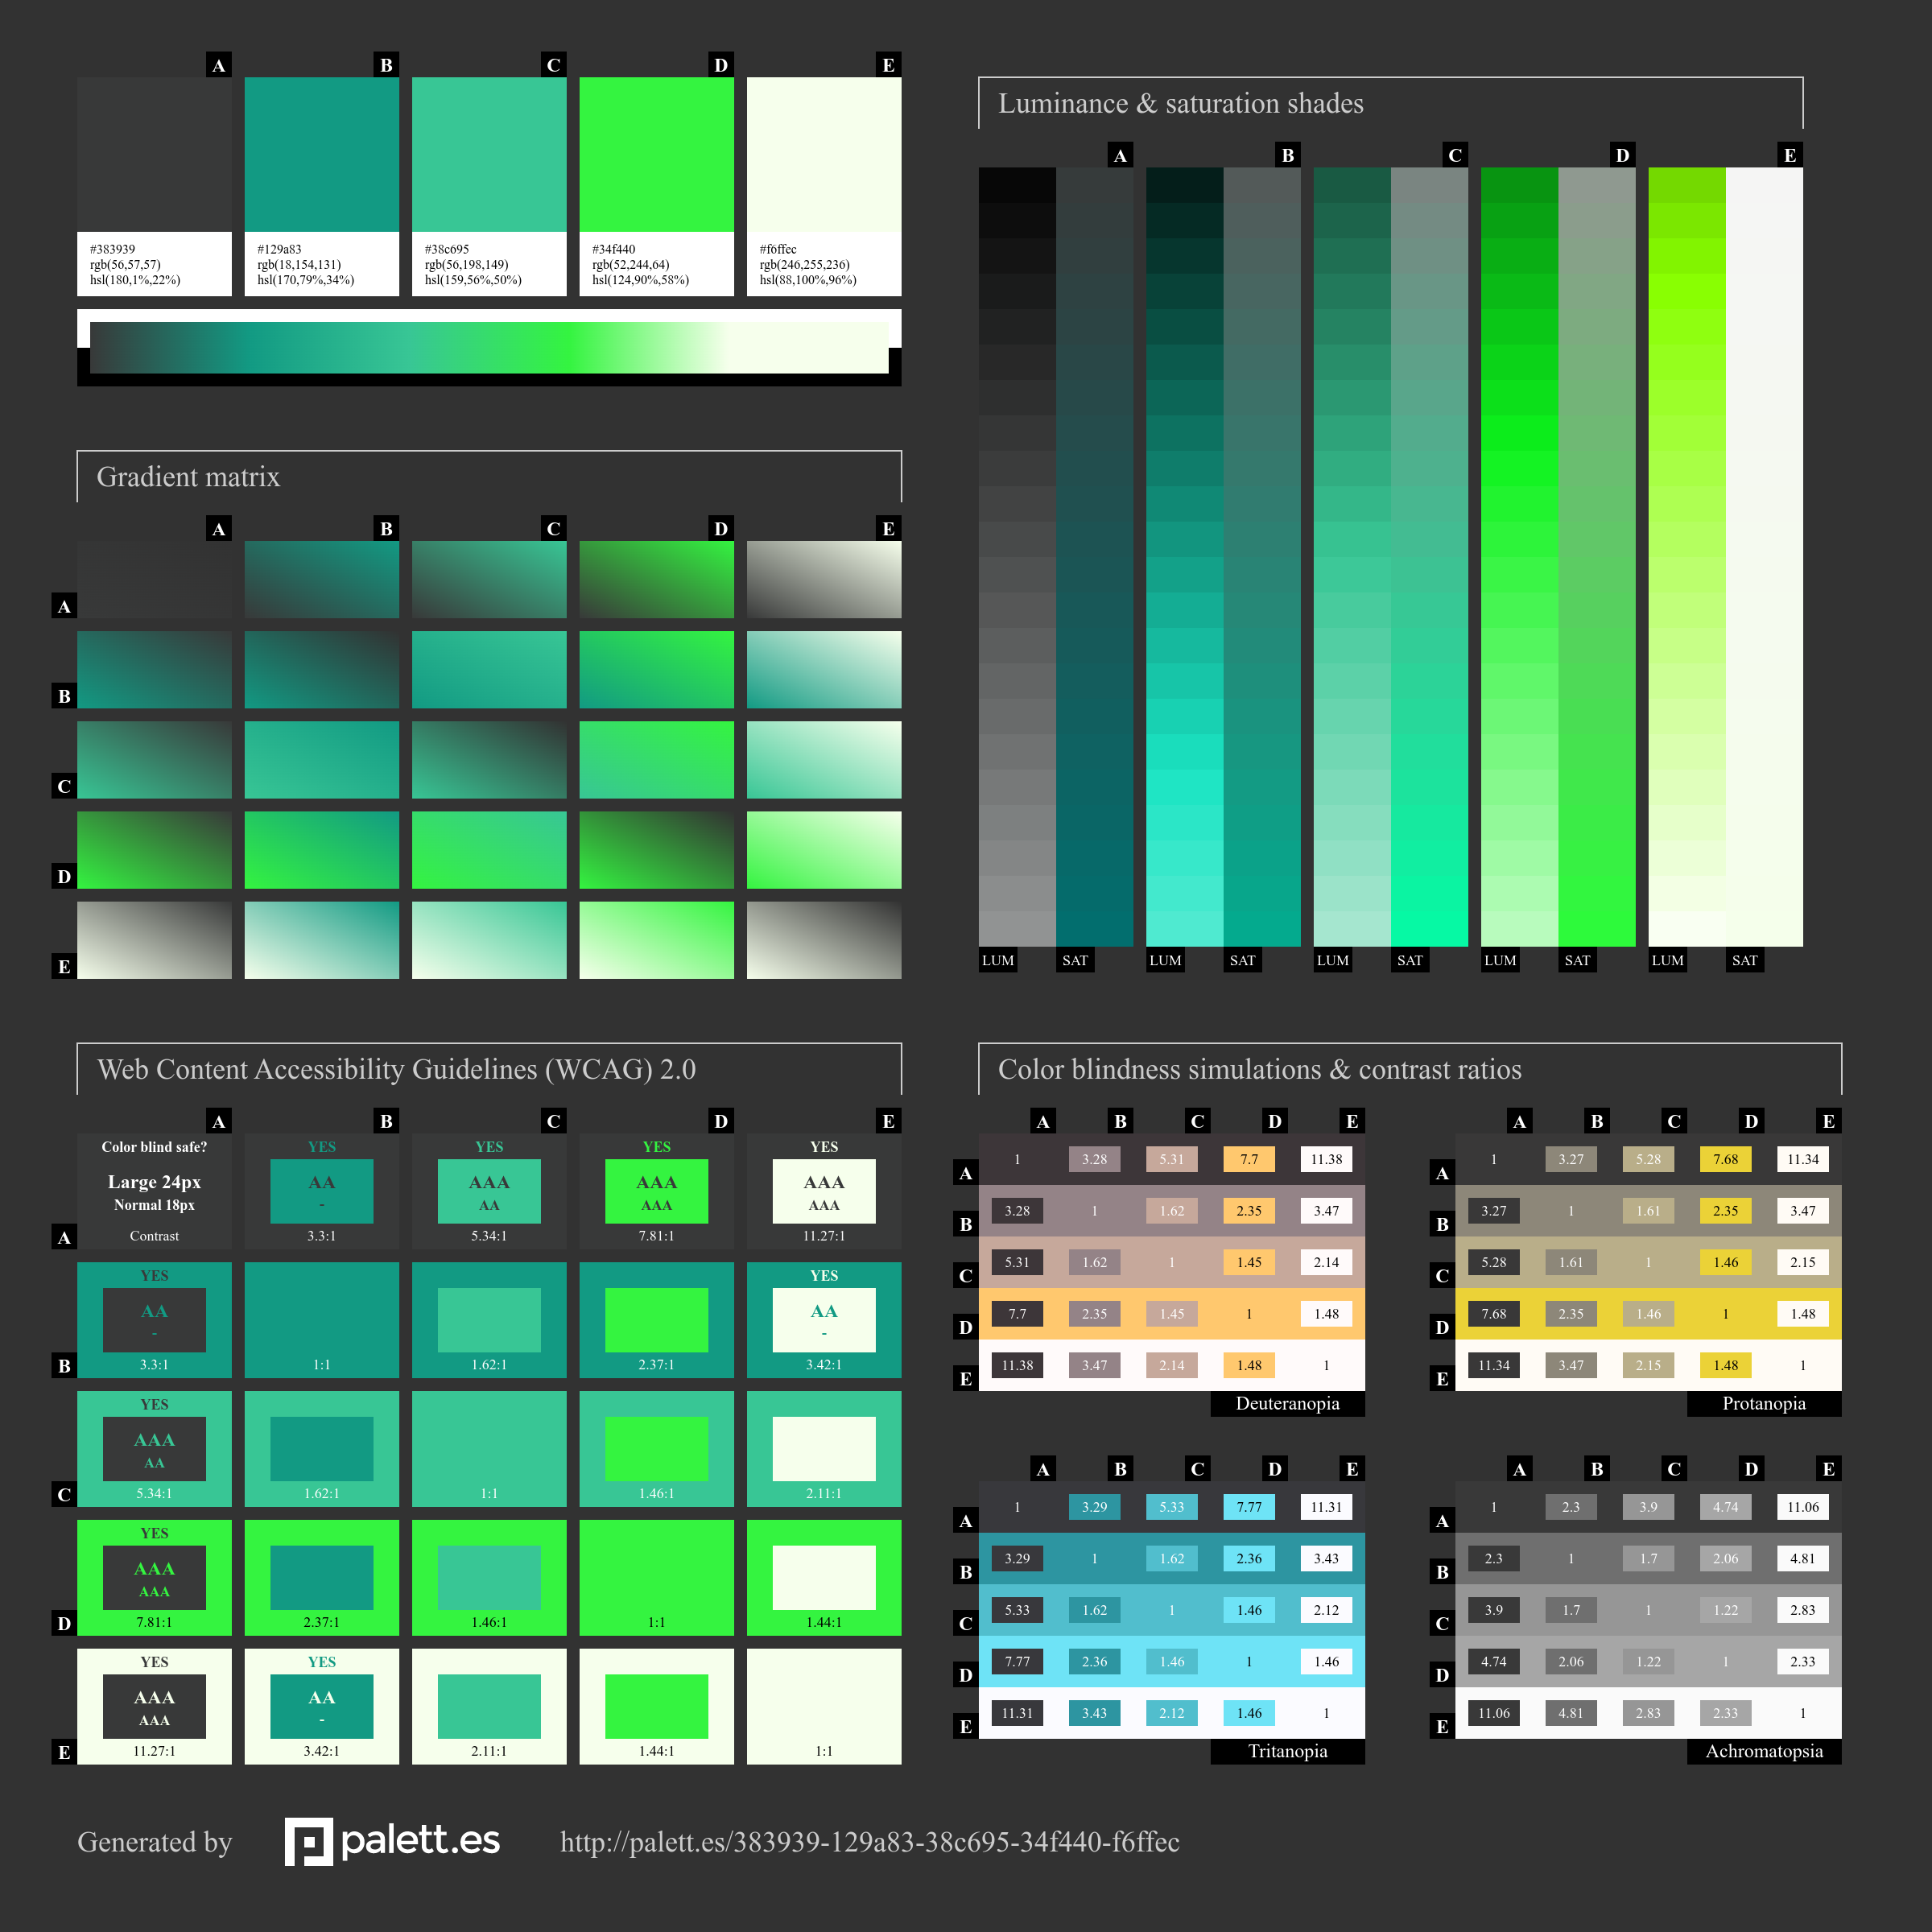 A B C D E
#383939
rgb(56,57,57)
hsl(180,1%,22%)
#129a83
rgb(18,154,131)
hsl(170,79%,34%)
#38c695
rgb(56,198,149)
hsl(159,56%,50%)
#34f440
rgb(52,244,64)
hsl(124,90%,58%)
#f6ffec
rgb(246,255,236)
hsl(88,100%,96%)
Luminance & saturation shades
A B C D E
LUM SAT LUM SAT LUM SAT LUM SAT LUM SAT
Gradient matrix
A B C D E
A
B
C
D
E
Web Content Accessibility Guidelines (WCAG) 2.0
A B C D E
Color blind safe? YES YES YES YES
Large 24px AA AAA AAA AAA
Normal 18px - AA AAA AAA
A Contrast 3.3:1 5.34:1 7.81:1 11.27:1
YES YES
AA AA
- -
B 3.3:1 1:1 1.62:1 2.37:1 3.42:1
YES
AAA
AA
C 5.34:1 1.62:1 1:1 1.46:1 2.11:1
YES
AAA
AAA
D 7.81:1 2.37:1 1.46:1 1:1 1.44:1
YES YES
AAA AA
AAA -
E 11.27:1 3.42:1 2.11:1 1.44:1 1:1
Color blindness simulations & contrast ratios
A B C D E
A 1 3.28 5.31 7.7 11.38
B 3.28 1 1.62 2.35 3.47
C 5.31 1.62 1 1.45 2.14
D 7.7 2.35 1.45 1 1.48
E 11.38 3.47 2.14 1.48 1
Deuteranopia
A B C D E
A 1 3.27 5.28 7.68 11.34
B 3.27 1 1.61 2.35 3.47
C 5.28 1.61 1 1.46 2.15
D 7.68 2.35 1.46 1 1.48
E 11.34 3.47 2.15 1.48 1
Protanopia
A B C D E
A 1 3.29 5.33 7.77 11.31
B 3.29 1 1.62 2.36 3.43
C 5.33 1.62 1 1.46 2.12
D 7.77 2.36 1.46 1 1.46
E 11.31 3.43 2.12 1.46 1
Tritanopia
A B C D E
A 1 2.3 3.9 4.74 11.06
B 2.3 1 1.7 2.06 4.81
C 3.9 1.7 1 1.22 2.83
D 4.74 2.06 1.22 1 2.33
E 11.06 4.81 2.83 2.33 1
Achromatopsia
Generated by palett.es http://palett.es/383939-129a83-38c695-34f440-f6ffec